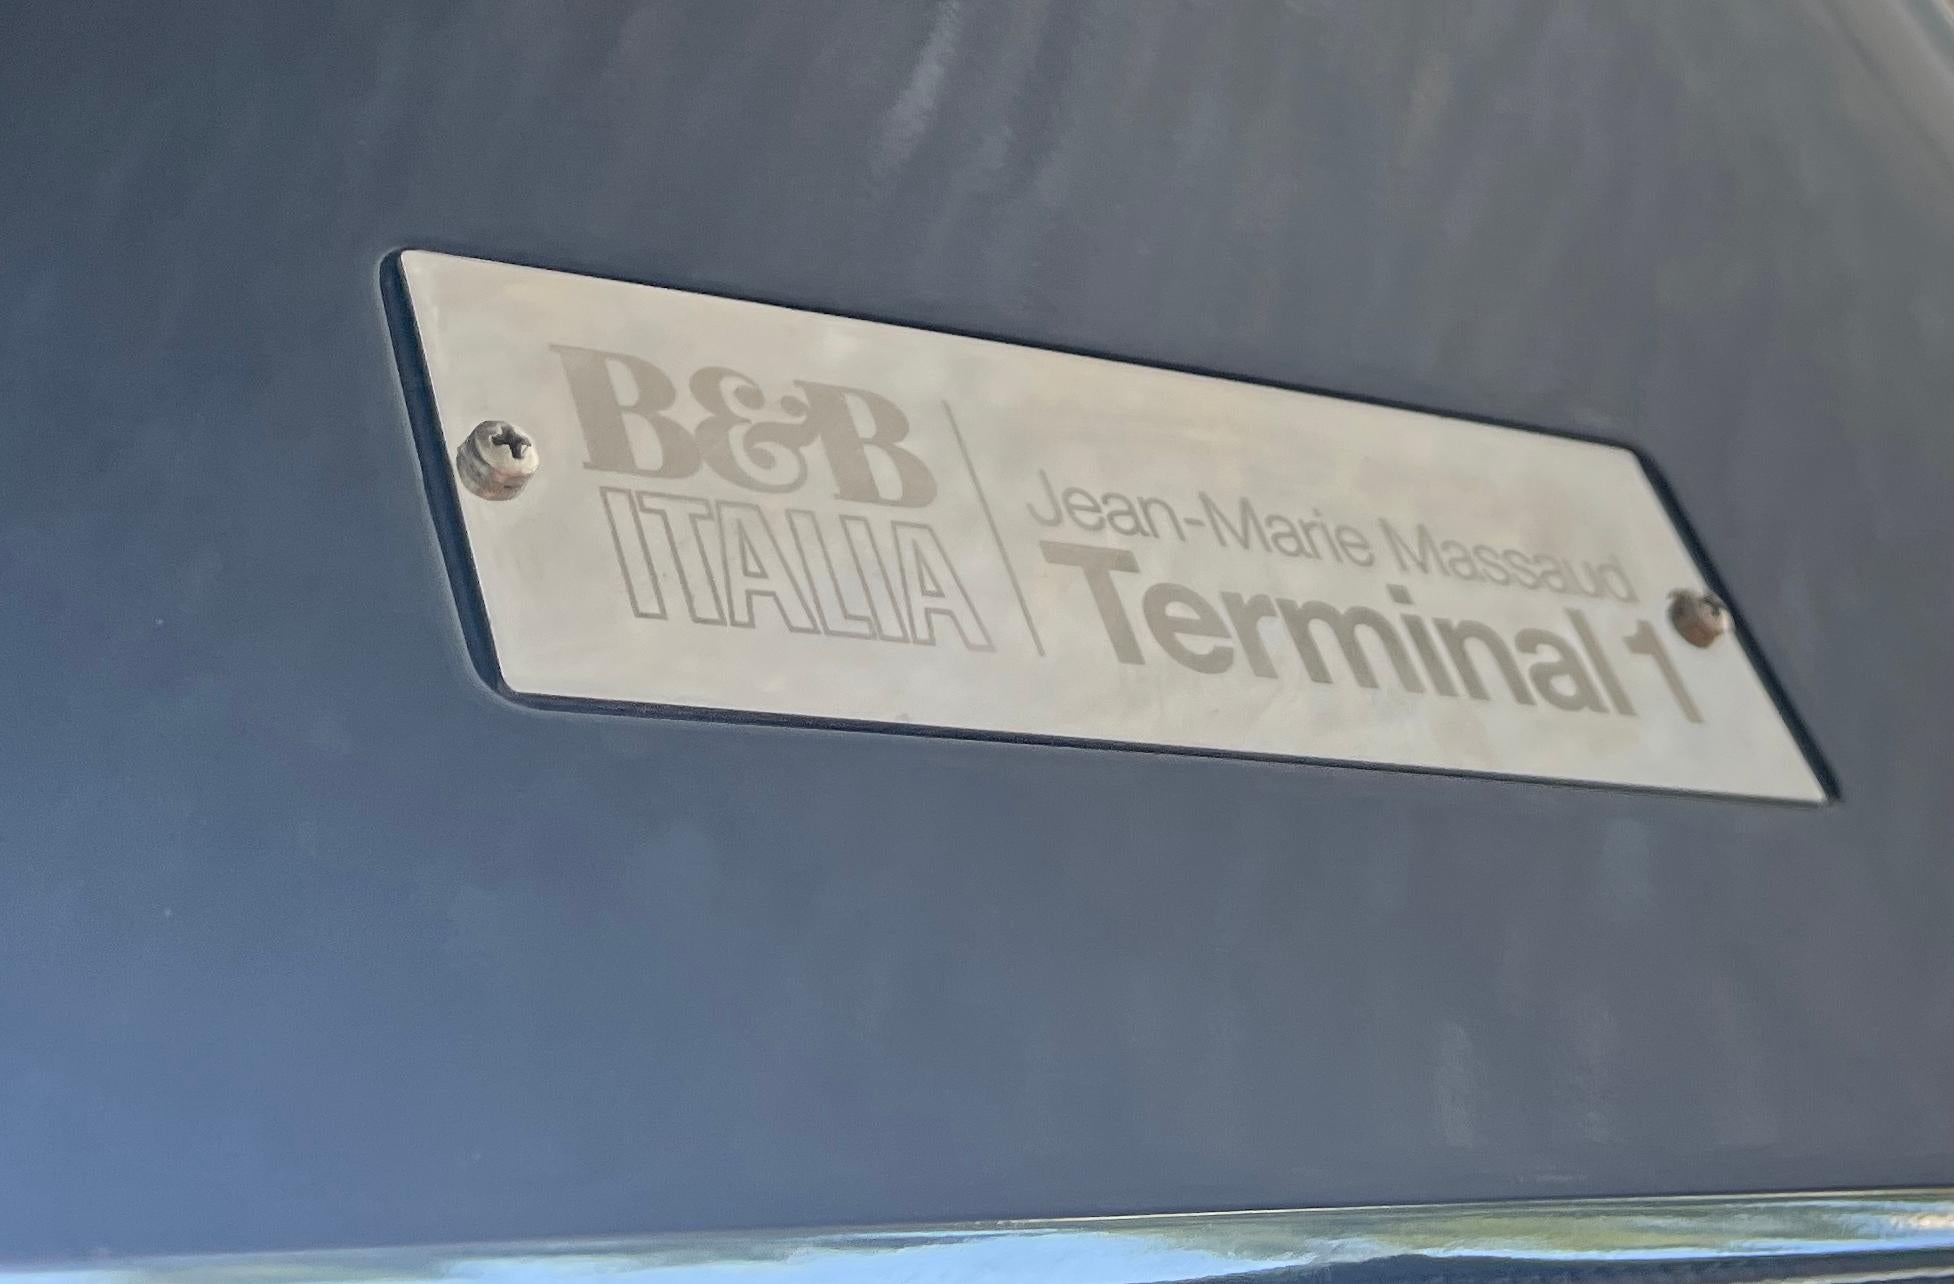 B&B
ITALIA
Jean-Marie Massaud
Terminal 1